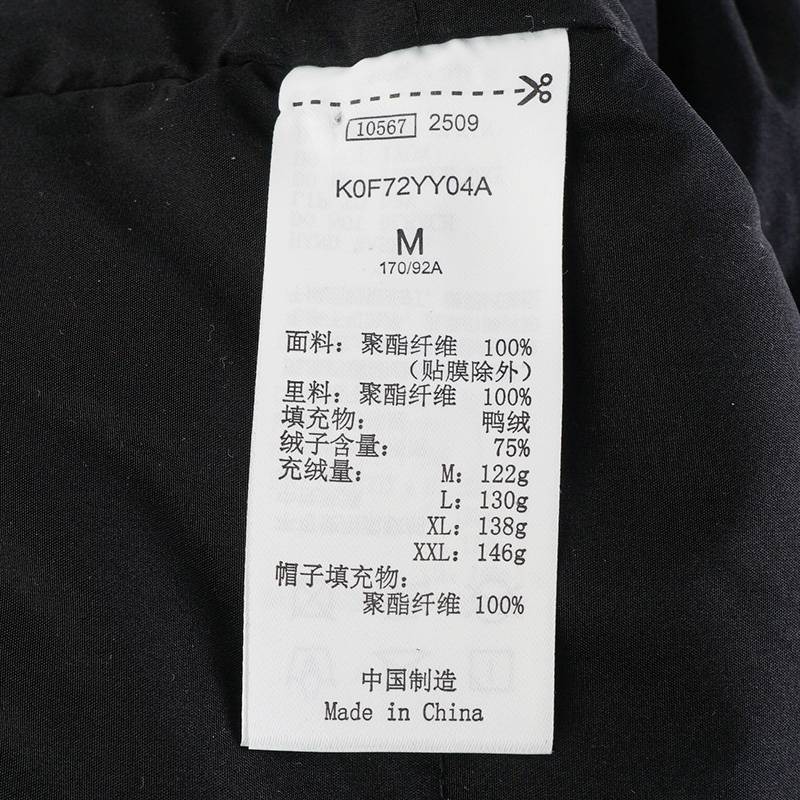 10567 2509
K0F72YY04A
M
170/92A
面料：聚酯纤维 100%
（贴膜除外）
里料：聚酯纤维 100%
填充物： 鸭绒
绒子含量： 75%
充绒量： M：122g
L：130g
XL：138g
XXL：146g
帽子填充物：
聚酯纤维 100%
中国制造
Made in China